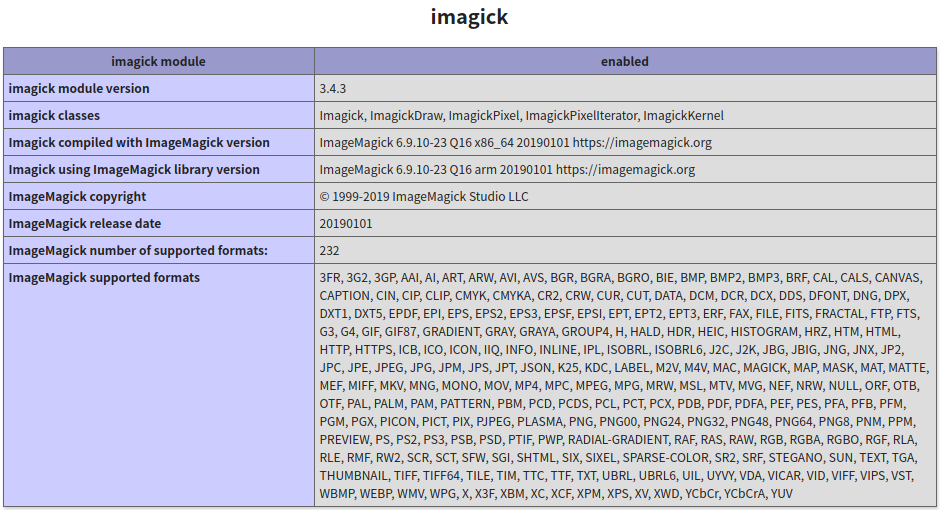 imagick
imagick module enabled
imagick module version 3.4.3
imagick classes Imagick, ImagickDraw, ImagickPixel, ImagickPixelIterator, ImagickKernel
Imagick compiled with ImageMagick version ImageMagick 6.9.10-23 Q16 x86_64 20190101 https://imagemagick.org
Imagick using ImageMagick library version ImageMagick 6.9.10-23 Q16 arm 20190101 https://imagemagick.org
ImageMagick copyright © 1999-2019 ImageMagick Studio LLC
ImageMagick release date 20190101
ImageMagick number of supported formats: 232
ImageMagick supported formats 3FR, 3G2, 3GP, AAI, AI, ART, ARW, AVI, AVS, BGR, BGRA, BGRO, BIE, BMP, BMP2, BMP3, BRF, CAL, CALS, CANVAS,
CAPTION, CIN, CIP, CLIP, CMYK, CMYKA, CR2, CRW, CUR, CUT, DATA, DCM, DCR, DCX, DDS, DFONT, DNG, DPX,
DXT1, DXT5, EPDF, EPI, EPS, EPS2, EPS3, EPSF, EPSI, EPT, EPT2, EPT3, ERF, FAX, FILE, FITS, FRACTAL, FTP, FTS,
G3, G4, GIF, GIF87, GRADIENT, GRAY, GRAYA, GROUP4, H, HALD, HDR, HEIC, HISTOGRAM, HRZ, HTM, HTML,
HTTP, HTTPS, ICB, ICO, ICON, IIQ, INFO, INLINE, IPL, ISOBRL, ISOBRL6, J2C, J2K, JBG, JBIG, JNG, JNX, JP2,
JPC, JPE, JPEG, JPG, JPM, JPS, JPT, JSON, K25, KDC, LABEL, M2V, M4V, MAC, MAGICK, MAP, MASK, MAT, MATTE,
MEF, MIFF, MKV, MNG, MONO, MOV, MP4, MPC, MPEG, MPG, MRW, MSL, MTV, MVG, NEF, NRW, NULL, ORF, OTB,
OTF, PAL, PALM, PAM, PATTERN, PBM, PCD, PCDS, PCL, PCT, PCX, PDB, PDF, PDFA, PEF, PES, PFA, PFB, PFM,
PGM, PGX, PICON, PICT, PIX, PJPEG, PLASMA, PNG, PNG00, PNG24, PNG32, PNG48, PNG64, PNG8, PNM, PPM,
PREVIEW, PS, PS2, PS3, PSB, PSD, PTIF, PWP, RADIAL-GRADIENT, RAF, RAS, RAW, RGB, RGBA, RGBO, RGF, RLA,
RLE, RMF, RW2, SCR, SCT, SFW, SGI, SHTML, SIX, SIXEL, SPARSE-COLOR, SR2, SRF, STEGANO, SUN, TEXT, TGA,
THUMBNAIL, TIFF, TIFF64, TILE, TIM, TTC, TTF, TXT, UBRL, UBRL6, UIL, UYVY, VDA, VICAR, VID, VIFF, VIPS, VST,
WBMP, WEBP, WMV, WPG, X, X3F, XBM, XC, XCF, XPM, XPS, XV, XWD, YCbCr, YCbCrA, YUV